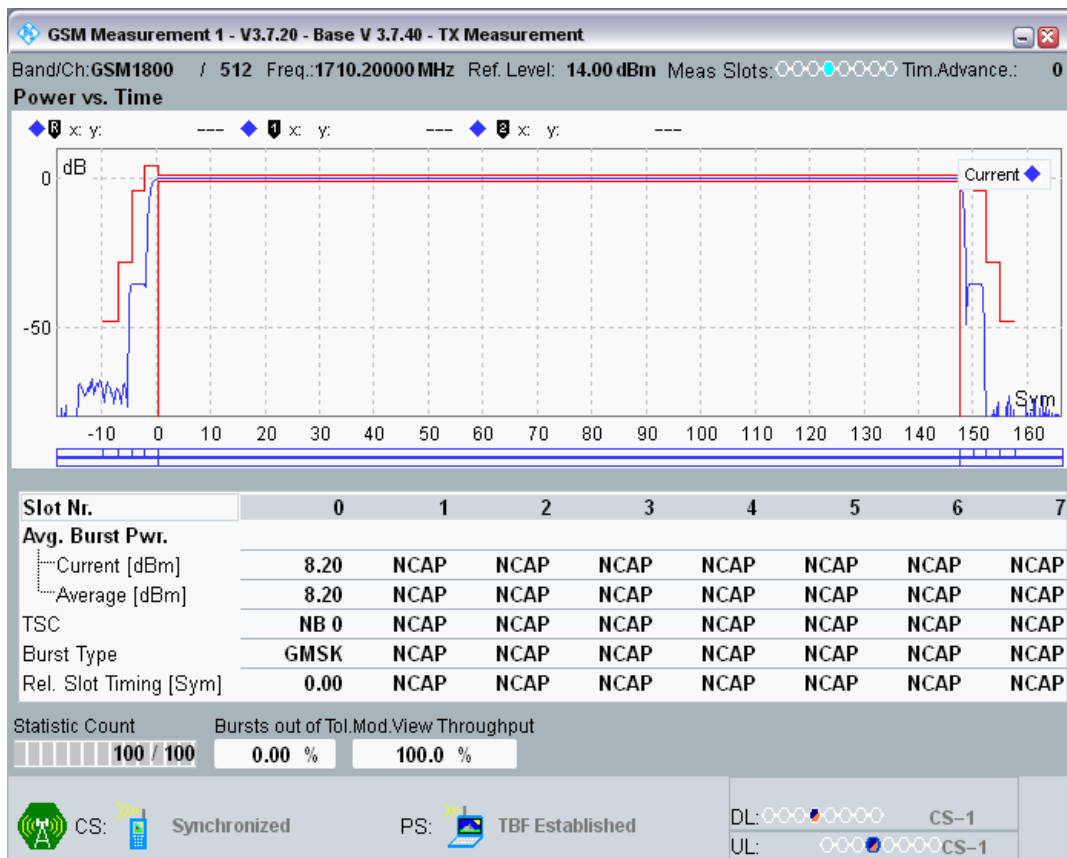 GSM Measurement 1 - V3.7.20 - Base V 3.7.40 - TX Measurement
Band/Ch:GSM1800 / 512 Freq.:1710.20000 MHz Ref. Level: 14.00 dBm Meas Slots: Tim.Advance.: 0
Power vs. Time
R x: y: --- 1 x: y: --- 2 x: y: ---
dB
Current
0
-50
Sym
-10 0 10 20 30 40 50 60 70 80 90 100 110 120 130 140 150 160
Slot Nr. 0 1 2 3 4 5 6 7
Avg. Burst Pwr.
Current [dBm] 8.20 NCAP NCAP NCAP NCAP NCAP NCAP NCAP
Average [dBm] 8.20 NCAP NCAP NCAP NCAP NCAP NCAP NCAP
TSC NB 0 NCAP NCAP NCAP NCAP NCAP NCAP NCAP
Burst Type GMSK NCAP NCAP NCAP NCAP NCAP NCAP NCAP
Rel. Slot Timing [Sym] 0.00 NCAP NCAP NCAP NCAP NCAP NCAP NCAP
Statistic Count Bursts out of Tol.Mod.View Throughput
100 / 100 0.00 % 100.0 %
CS: Synchronized PS: TBF Established DL: CS-1
UL: CS-1